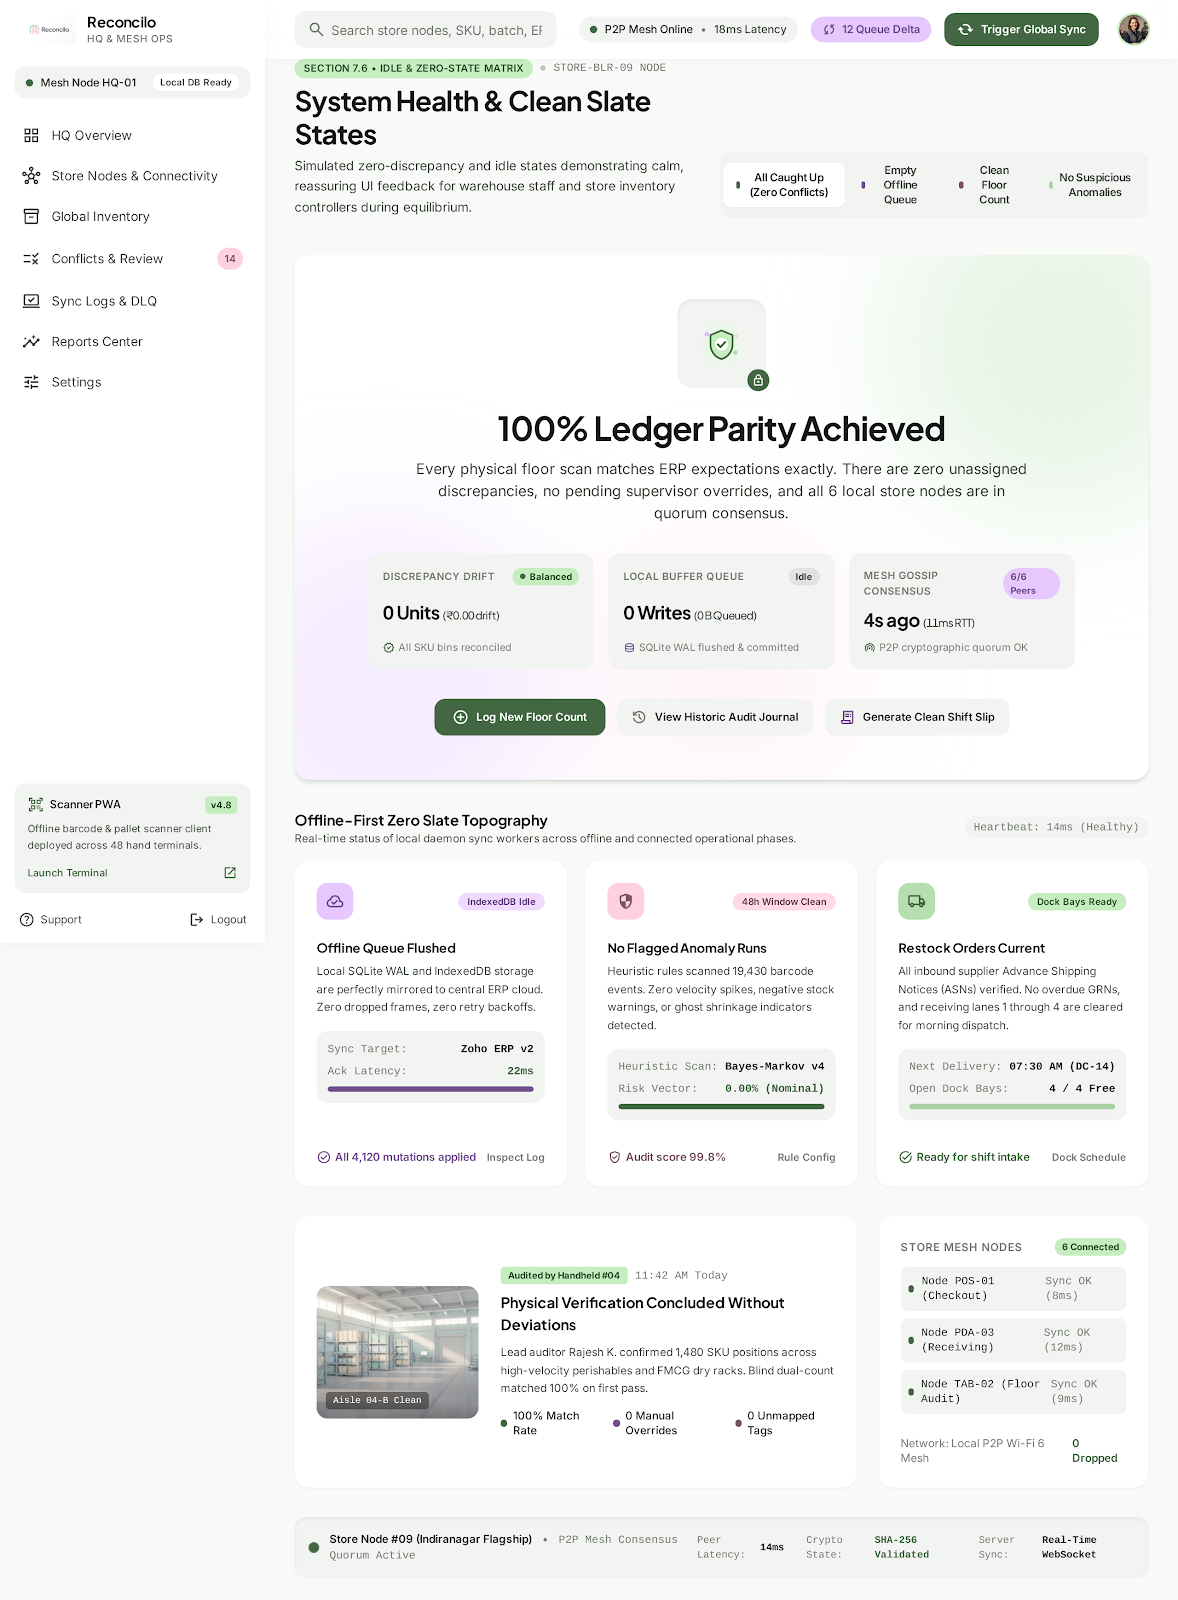 Reconcilo
Reconcilo
HQ & MESH OPS
Mesh Node HQ-01
Local DB Ready
HQ Overview
Store Nodes & Connectivity
Global Inventory
Conflicts & Review
14
Sync Logs & DLQ
Reports Center
Settings
Scanner PWA
v4.8
Offline barcode & pallet scanner client
deployed across 48 hand terminals.
Launch Terminal
Support
Logout
Search store nodes, SKU, batch, EF
P2P Mesh Online • 18ms Latency
12 Queue Delta
Trigger Global Sync
SECTION 7.6 • IDLE & ZERO-STATE MATRIX
STORE-BLR-09 NODE
System Health & Clean Slate
States
Simulated zero-discrepancy and idle states demonstrating calm,
reassuring UI feedback for warehouse staff and store inventory
controllers during equilibrium.
All Caught Up
(Zero Conflicts)
Empty
Offline
Queue
Clean
Floor
Count
No Suspicious
Anomalies
100% Ledger Parity Achieved
Every physical floor scan matches ERP expectations exactly. There are zero unassigned
discrepancies, no pending supervisor overrides, and all 6 local store nodes are in
quorum consensus.
DISCREPANCY DRIFT
Balanced
0 Units (₹0.00 drift)
All SKU bins reconciled
LOCAL BUFFER QUEUE
Idle
0 Writes (0 B Queued)
SQLite WAL flushed & committed
MESH GOSSIP
CONSENSUS
6/6
Peers
4s ago (11ms RTT)
P2P cryptographic quorum OK
Log New Floor Count
View Historic Audit Journal
Generate Clean Shift Slip
Offline-First Zero Slate Topography
Real-time status of local daemon sync workers across offline and connected operational phases.
Heartbeat: 14ms (Healthy)
IndexedDB Idle
Offline Queue Flushed
Local SQLite WAL and IndexedDB storage
are perfectly mirrored to central ERP cloud.
Zero dropped frames, zero retry backoffs.
Sync Target: Zoho ERP v2
Ack Latency: 22ms
All 4,120 mutations applied
Inspect Log
48h Window Clean
No Flagged Anomaly Runs
Heuristic rules scanned 19,430 barcode
events. Zero velocity spikes, negative stock
warnings, or ghost shrinkage indicators
detected.
Heuristic Scan: Bayes-Markov v4
Risk Vector: 0.00% (Nominal)
Audit score 99.8%
Rule Config
Dock Bays Ready
Restock Orders Current
All inbound supplier Advance Shipping
Notices (ASNs) verified. No overdue GRNs,
and receiving lanes 1 through 4 are cleared
for morning dispatch.
Next Delivery: 07:30 AM (DC-14)
Open Dock Bays: 4 / 4 Free
Ready for shift intake
Dock Schedule
Aisle 04-B Clean
Audited by Handheld #04
11:42 AM Today
Physical Verification Concluded Without
Deviations
Lead auditor Rajesh K. confirmed 1,480 SKU positions across
high-velocity perishables and FMCG dry racks. Blind dual-count
matched 100% on first pass.
100% Match
Rate
0 Manual
Overrides
0 Unmapped
Tags
STORE MESH NODES
6 Connected
Node POS-01
(Checkout)
Sync OK
(8ms)
Node PDA-03
(Receiving)
Sync OK
(12ms)
Node TAB-02 (Floor
Audit)
Sync OK
(9ms)
Network: Local P2P Wi-Fi 6
Mesh
0
Dropped
Store Node #09 (Indiranagar Flagship) • P2P Mesh Consensus
Quorum Active
Peer
Latency:
14ms
Crypto
State:
SHA-256
Validated
Server
Sync:
Real-Time
WebSocket